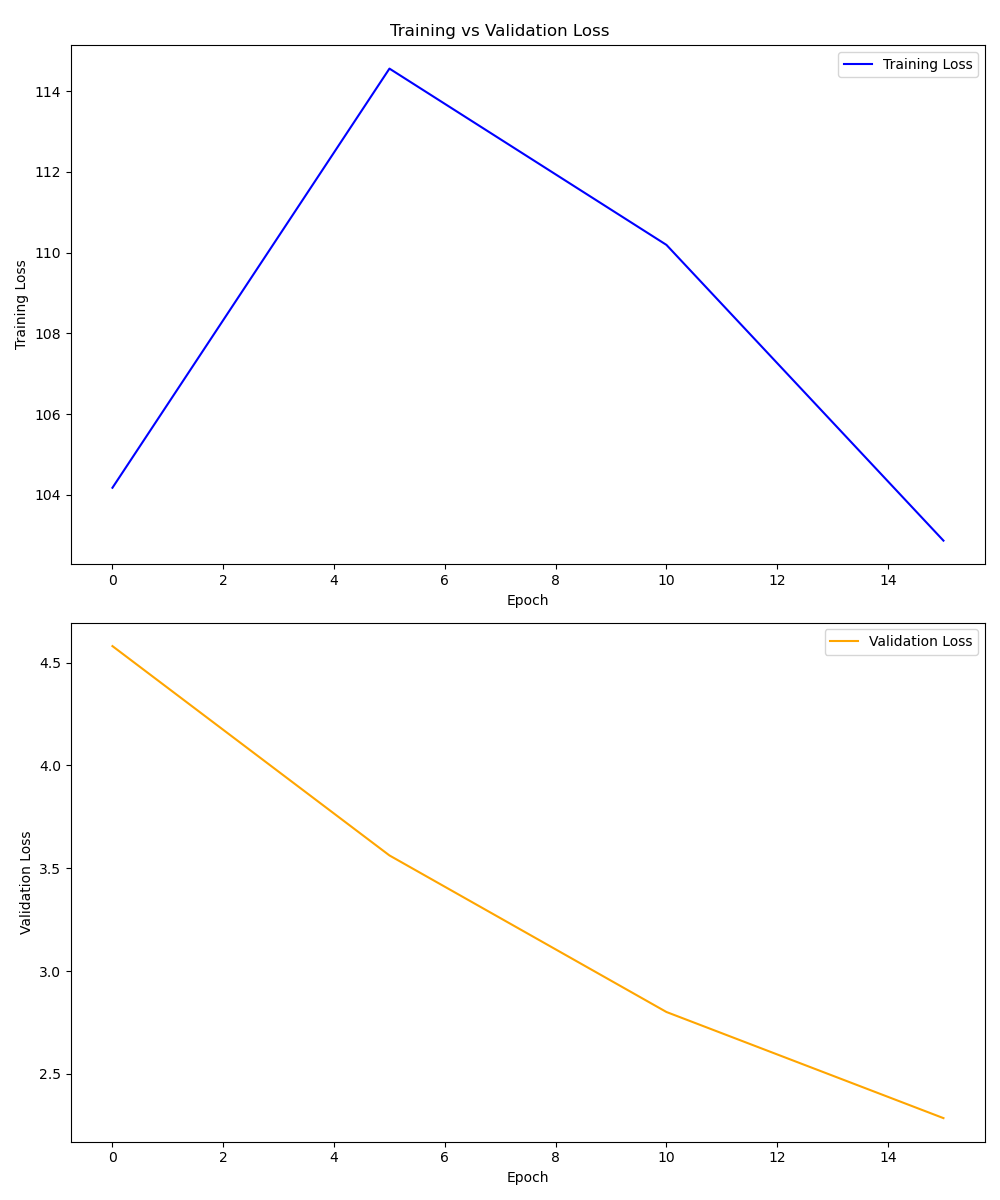 Training vs Validation Loss
Training Loss
114
112
110
108
106
104
Training Loss
0 2 4 6 8 10 12 14
Epoch
Validation Loss
4.5
4.0
3.5
3.0
2.5
Validation Loss
0 2 4 6 8 10 12 14
Epoch